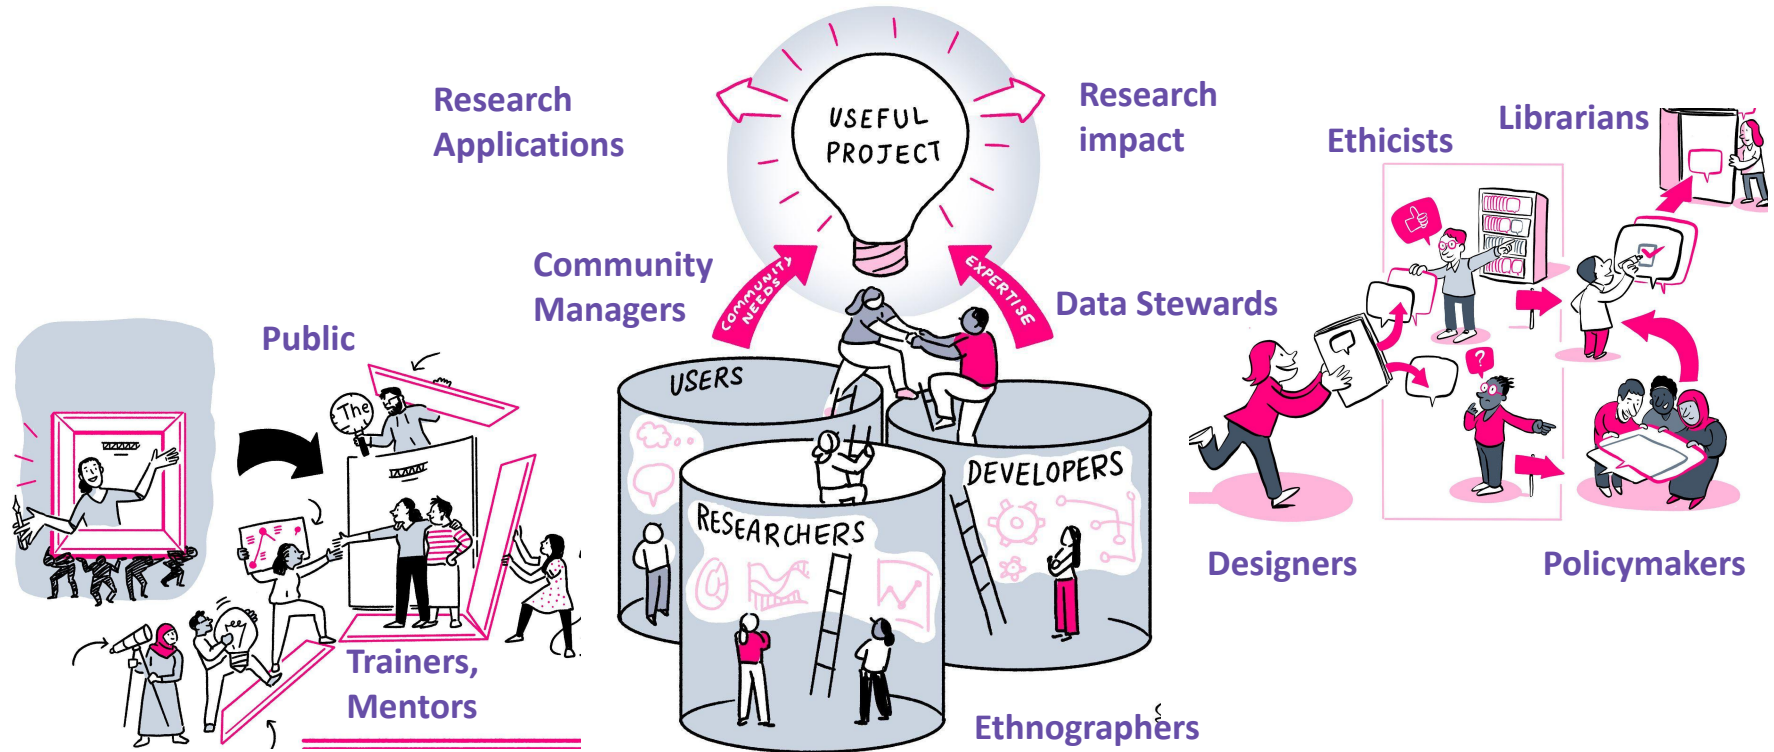 Research
Applications
USEFUL
PROJECT
Research
impact
Ethicists
Librarians
Community
Managers
COMMUNITY
NEEDS
EXPERTISE
Data Stewards
Public
The
USERS
?
DEVELOPERS
RESEARCHERS
Designers
Policymakers
Trainers,
Mentors
Ethnographers